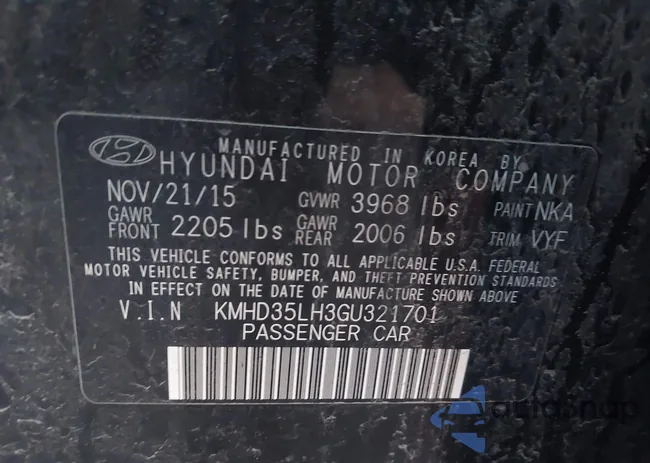 MANUFACTURED IN KOREA BY
HYUNDAI MOTOR COMPANY
NOV/21/15 GVWR 3968 lbs PAINT NKA
GAWR FRONT 2205 lbs GAWR REAR 2006 lbs TRIM VYF
THIS VEHICLE CONFORMS TO ALL APPLICABLE U.S.A. FEDERAL
MOTOR VEHICLE SAFETY, BUMPER, AND THEFT PREVENTION STANDARDS
IN EFFECT ON THE DATE OF MANUFACTURE SHOWN ABOVE
V.I.N KMHD35LH3GU321701
PASSENGER CAR
autosnap